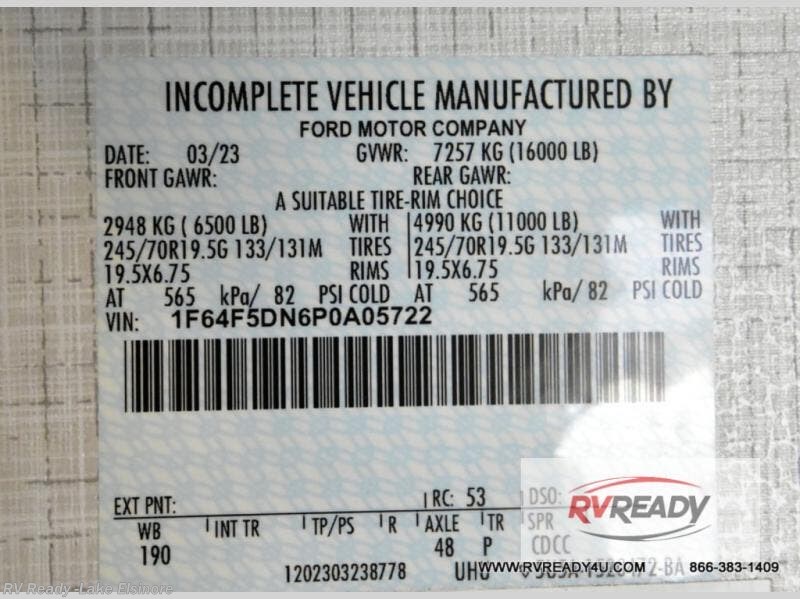 INCOMPLETE VEHICLE MANUFACTURED BY
FORD MOTOR COMPANY
DATE: 03/23 GVWR: 7257 KG (16000 LB)
FRONT GAWR: REAR GAWR:
A SUITABLE TIRE-RIM CHOICE
2948 KG ( 6500 LB) WITH 4990 KG (11000 LB) WITH
245/70R19.5G 133/131M TIRES 245/70R19.5G 133/131M TIRES
19.5X6.75 RIMS 19.5X6.75 RIMS
AT 565 kPa/ 82 PSI COLD AT 565 kPa/ 82 PSI COLD
VIN: 1F64F5DN6P0A05722
EXT PNT: RC: 53 DSO:
WB INT TR TP/PS R AXLE TR SPR
190 48 P CDCC
1202303238778 UHO
RVREADY
WWW.RVREADY4U.COM 866-383-1409
RV Ready -Lake Elsinore